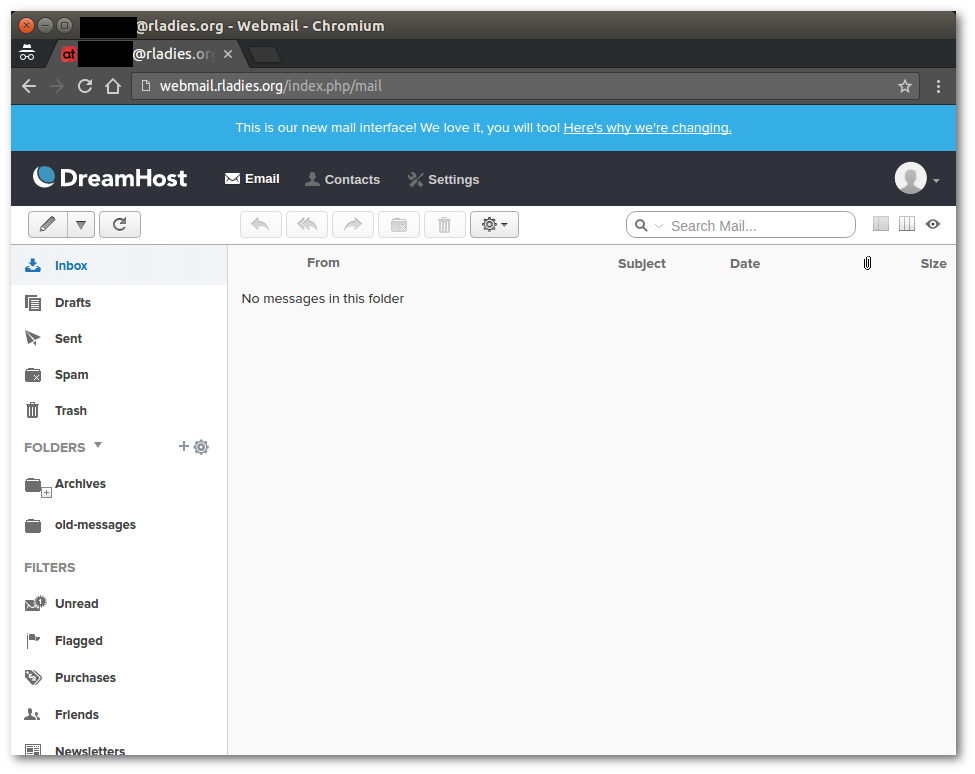 @rladies.org - Webmail - Chromium
at @rladies.org
webmail.rladies.org/index.php/mail
This is our new mail interface! We love it, you will too! Here's why we're changing.
DreamHost Email Contacts Settings
Search Mail...
Inbox
From Subject Date Size
No messages in this folder
Drafts
Sent
Spam
Trash
FOLDERS
Archives
old-messages
FILTERS
Unread
Flagged
Purchases
Friends
Newsletters